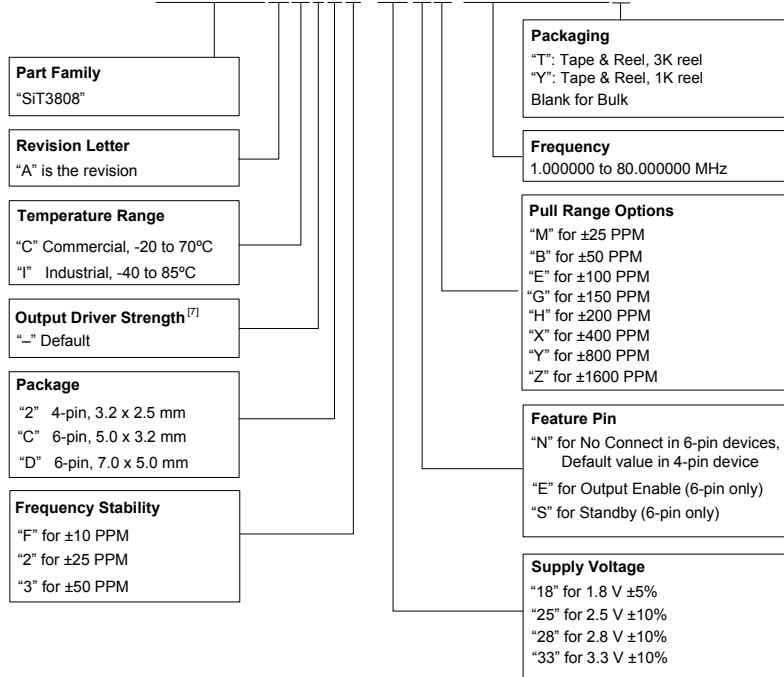 Part Family
“SiT3808”
Revision Letter
“A” is the revision
Temperature Range
“C” Commercial, -20 to 70ºC
“I” Industrial, -40 to 85ºC
Output Driver Strength[7]
“–” Default
Package
“2” 4-pin, 3.2 x 2.5 mm
“C” 6-pin, 5.0 x 3.2 mm
“D” 6-pin, 7.0 x 5.0 mm
Frequency Stability
“F” for ±10 PPM
“2” for ±25 PPM
“3” for ±50 PPM
Packaging
“T”: Tape & Reel, 3K reel
“Y”: Tape & Reel, 1K reel
Blank for Bulk
Frequency
1.000000 to 80.000000 MHz
Pull Range Options
“M” for ±25 PPM
“B” for ±50 PPM
“E” for ±100 PPM
“G” for ±150 PPM
“H” for ±200 PPM
“X” for ±400 PPM
“Y” for ±800 PPM
“Z” for ±1600 PPM
Feature Pin
“N” for No Connect in 6-pin devices,
Default value in 4-pin device
“E” for Output Enable (6-pin only)
“S” for Standby (6-pin only)
Supply Voltage
“18” for 1.8 V ±5%
“25” for 2.5 V ±10%
“28” for 2.8 V ±10%
“33” for 3.3 V ±10%